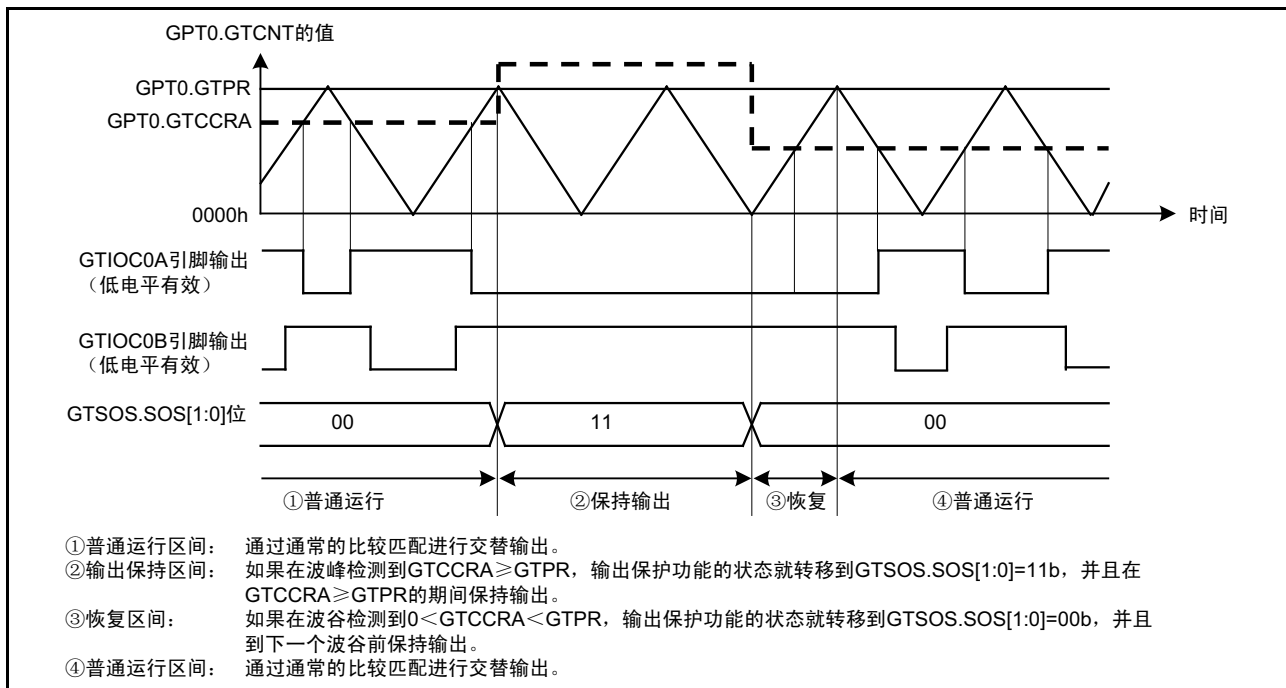 GPT0.GTCNT的值
GPT0.GTPR
GPT0.GTCCRA
0000h
时间
GTIOC0A引脚输出
（低电平有效）
GTIOC0B引脚输出
（低电平有效）
GTSOS.SOS[1:0]位
00
11
00
①普通运行
②保持输出
③恢复
④普通运行
①普通运行区间： 通过通常的比较匹配进行交替输出。
②输出保持区间： 如果在波峰检测到GTCCRA≥GTPR，输出保护功能的状态就转移到GTSOS.SOS[1:0]=11b，并且在
GTCCRA≥GTPR的期间保持输出。
③恢复区间： 如果在波谷检测到0＜GTCCRA＜GTPR，输出保护功能的状态就转移到GTSOS.SOS[1:0]=00b，并且
到下一个波谷前保持输出。
④普通运行区间： 通过通常的比较匹配进行交替输出。